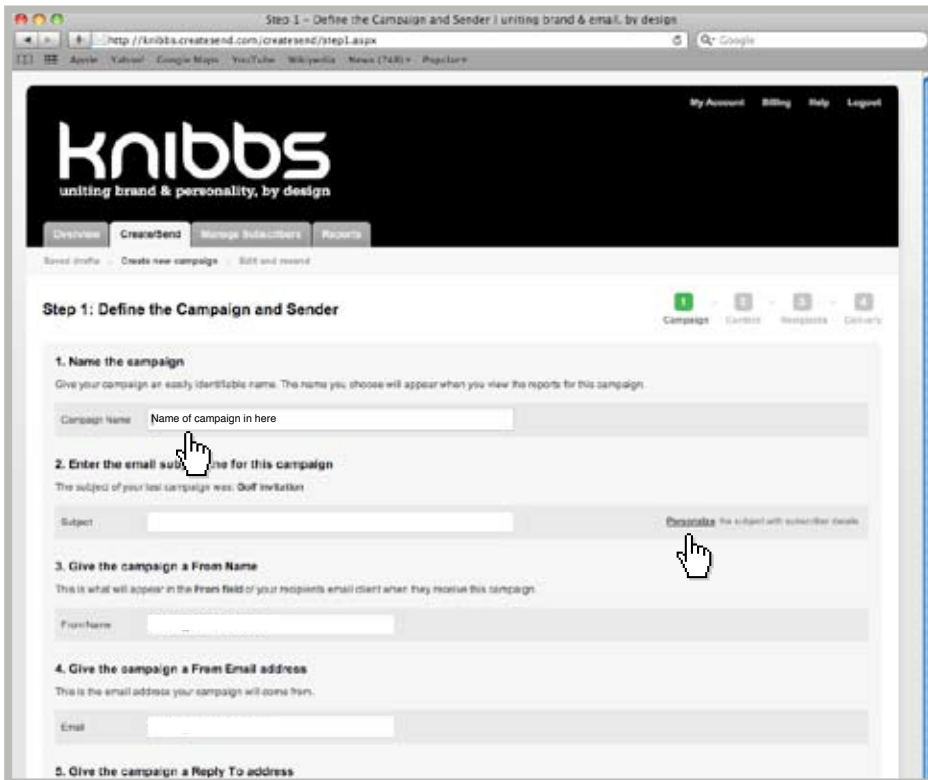 Step 1 – Define the Campaign and Sender | uniting brand & email, by design
http://knibbs.createsend.com/createsend/step1.aspx
Google
Apple Yahoo! Google Maps YouTube Wikipedia News (748) Popular
My Account Billing Help Logout
knibbs
uniting brand & personality, by design
Overview Create/Send Manage Subscribers Reports
Saved drafts Create new campaign Edit and resend
Step 1: Define the Campaign and Sender
1 2 3 4
Campaign Content Recipients Delivery
1. Name the campaign
Give your campaign an easily identifiable name. The name you choose will appear when you view the reports for this campaign.
Campaign Name Name of campaign in here
2. Enter the email for this campaign
The subject of your last campaign was: Golf Invitation
Subject Personalize the subject with subscriber details
3. Give the campaign a From Name
This is what will appear in the From field of your recipients email client when they receive this campaign.
From Name
4. Give the campaign a From Email address
This is the email address your campaign will come from.
Email
5. Give the campaign a Reply To address